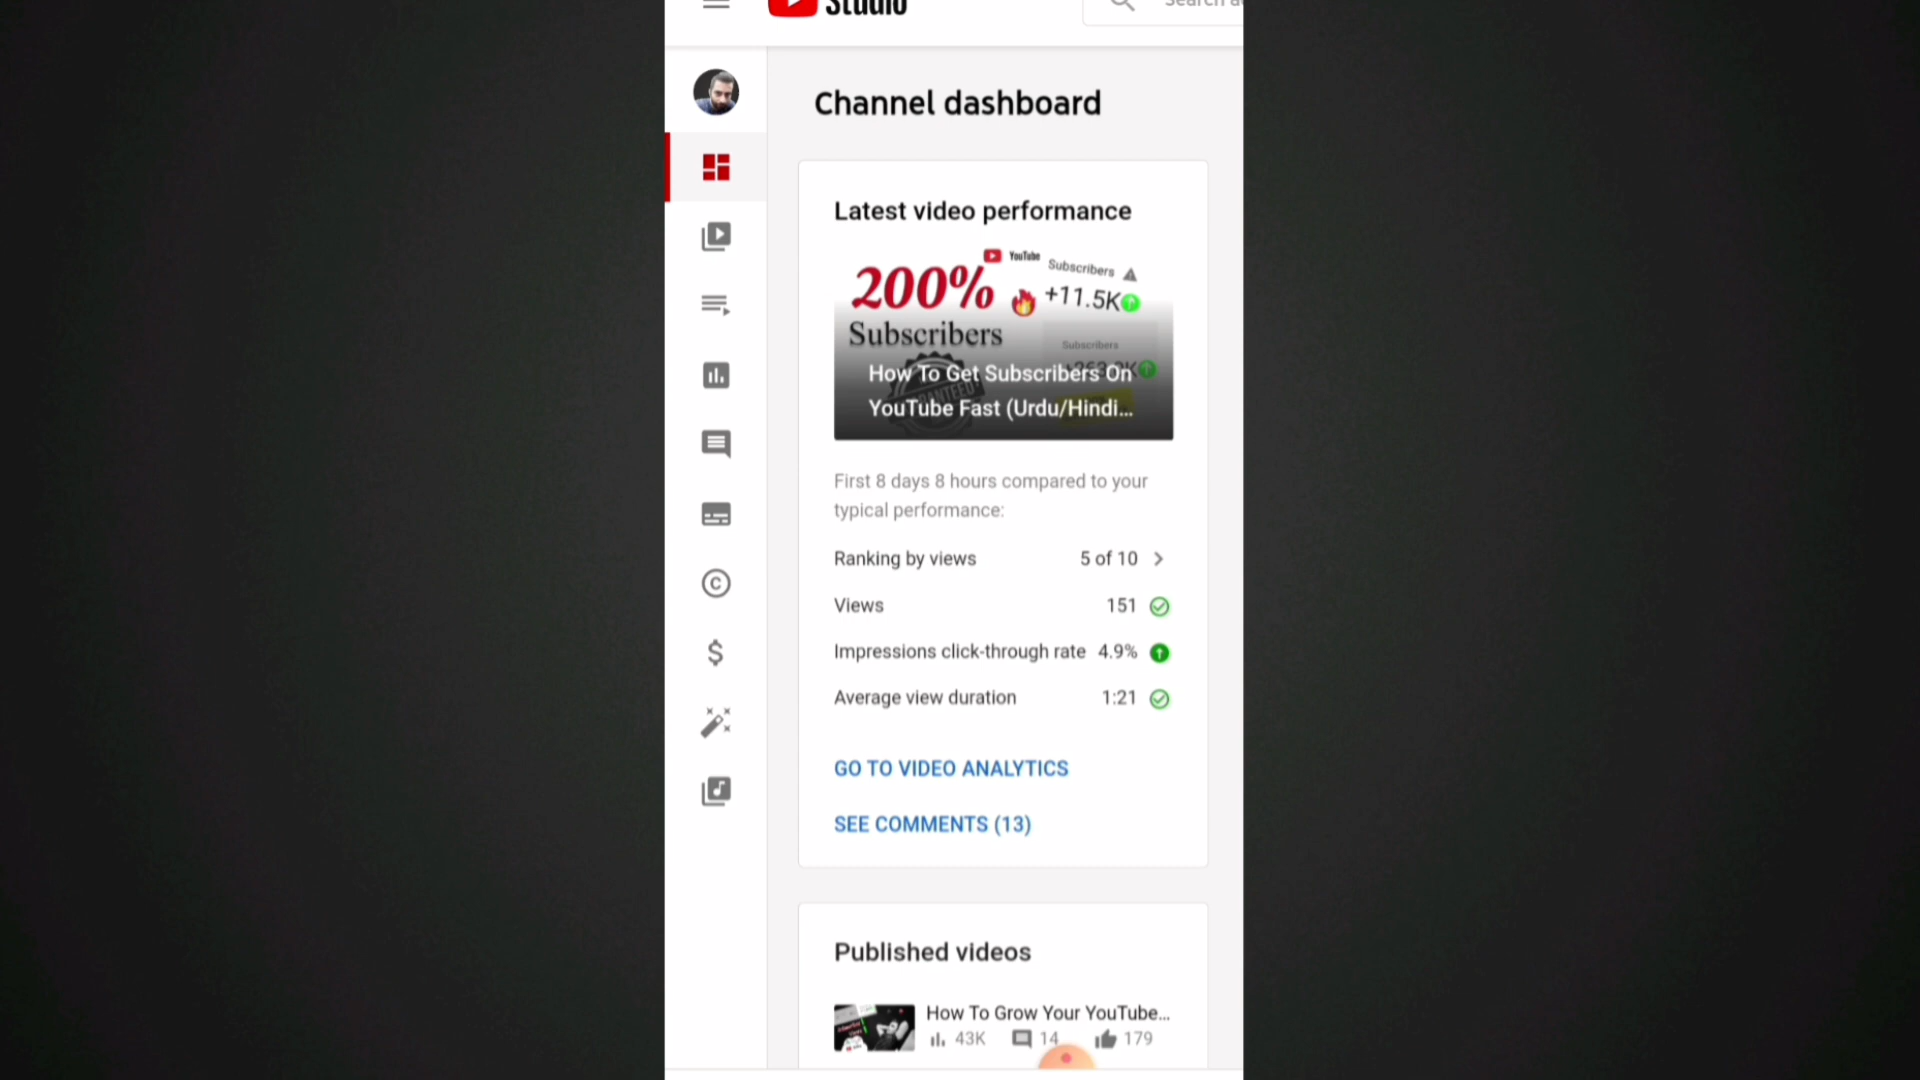 Studio
Search
Channel dashboard
Latest video performance
YouTube
Subscribers
200%
+11.5K
Subscribers
Subscribers
How To Get Subscribers On
YouTube Fast (Urdu/Hindi...
First 8 days 8 hours compared to your
typical performance:
Ranking by views 5 of 10
Views 151
Impressions click-through rate 4.9%
Average view duration 1:21
GO TO VIDEO ANALYTICS
SEE COMMENTS (13)
Published videos
How To Grow Your YouTube...
43K 14 179